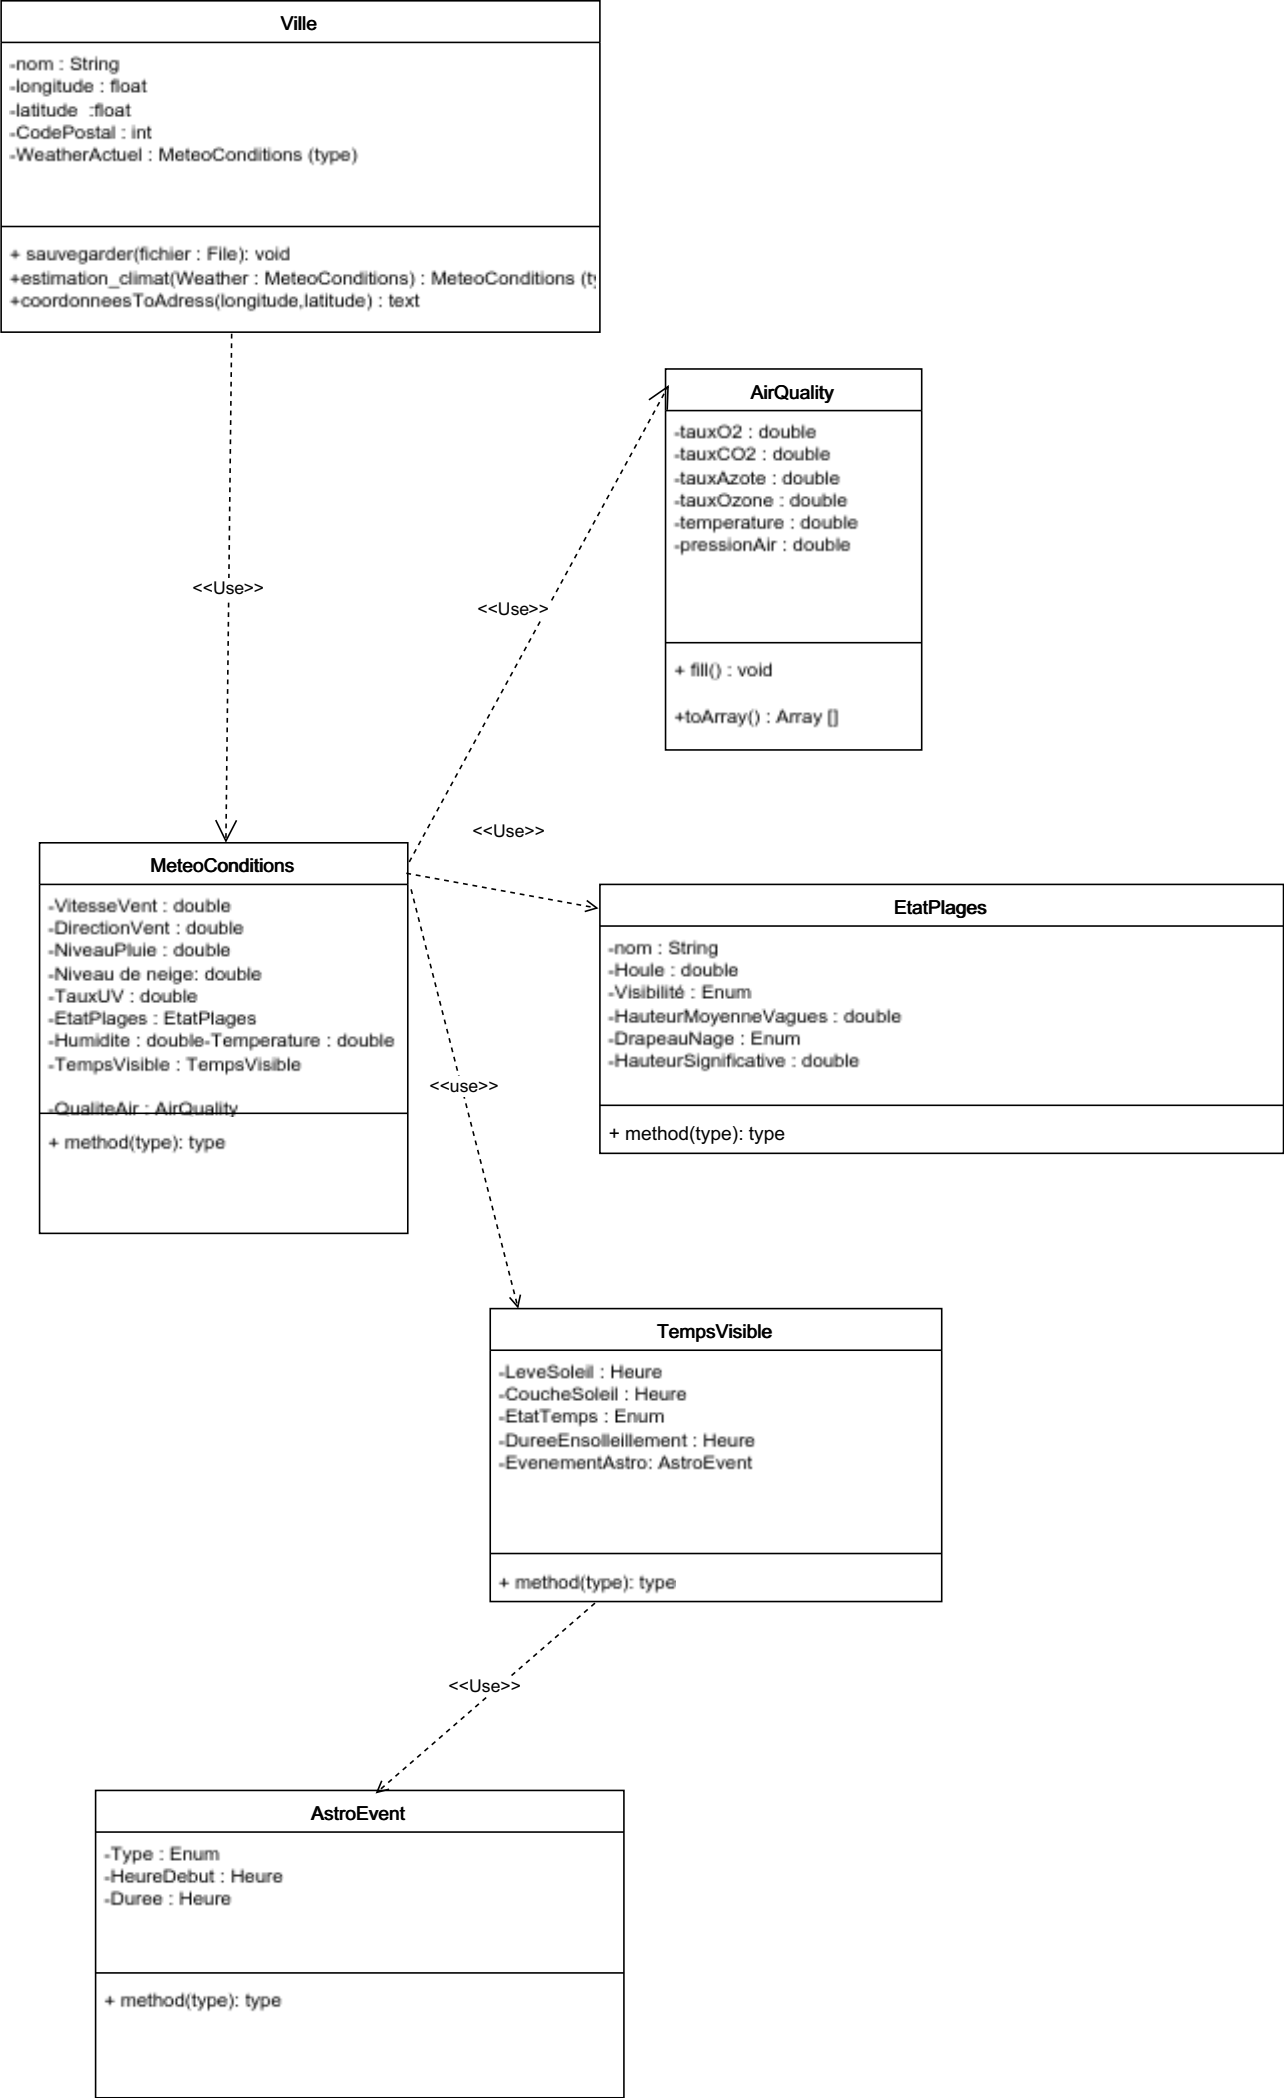 Ville
-nom : String
-longitude : float
-latitude  :float
-CodePostal : int
-WeatherActuel : MeteoConditions (type)
+ sauvegarder(fichier : File): void
+estimation_climat(Weather : MeteoConditions) : MeteoConditions (ty
+coordonneesToAdress(longitude,latitude) : text
<<Use>>
AirQuality
-tauxO2 : double
-tauxCO2 : double
-tauxAzote : double
-tauxOzone : double
-temperature : double
-pressionAir : double
+ fill() : void
+toArray() : Array []
<<Use>>
<<Use>>
MeteoConditions
-VitesseVent : double
-DirectionVent : double
-NiveauPluie : double
-Niveau de neige: double
-TauxUV : double
-EtatPlages : EtatPlages
-Humidite : double-Temperature : double
-TempsVisible : TempsVisible
-QualiteAir : AirQuality
+ method(type): type
EtatPlages
-nom : String
-Houle : double
-Visibilité : Enum
-HauteurMoyenneVagues : double
-DrapeauNage : Enum
-HauteurSignificative : double
+ method(type): type
<<use>>
TempsVisible
-LeveSoleil : Heure
-CoucheSoleil : Heure
-EtatTemps : Enum
-DureeEnsolleillement : Heure
-EvenementAstro: AstroEvent
+ method(type): type
<<Use>>
AstroEvent
-Type : Enum
-HeureDebut : Heure
-Duree : Heure
+ method(type): type